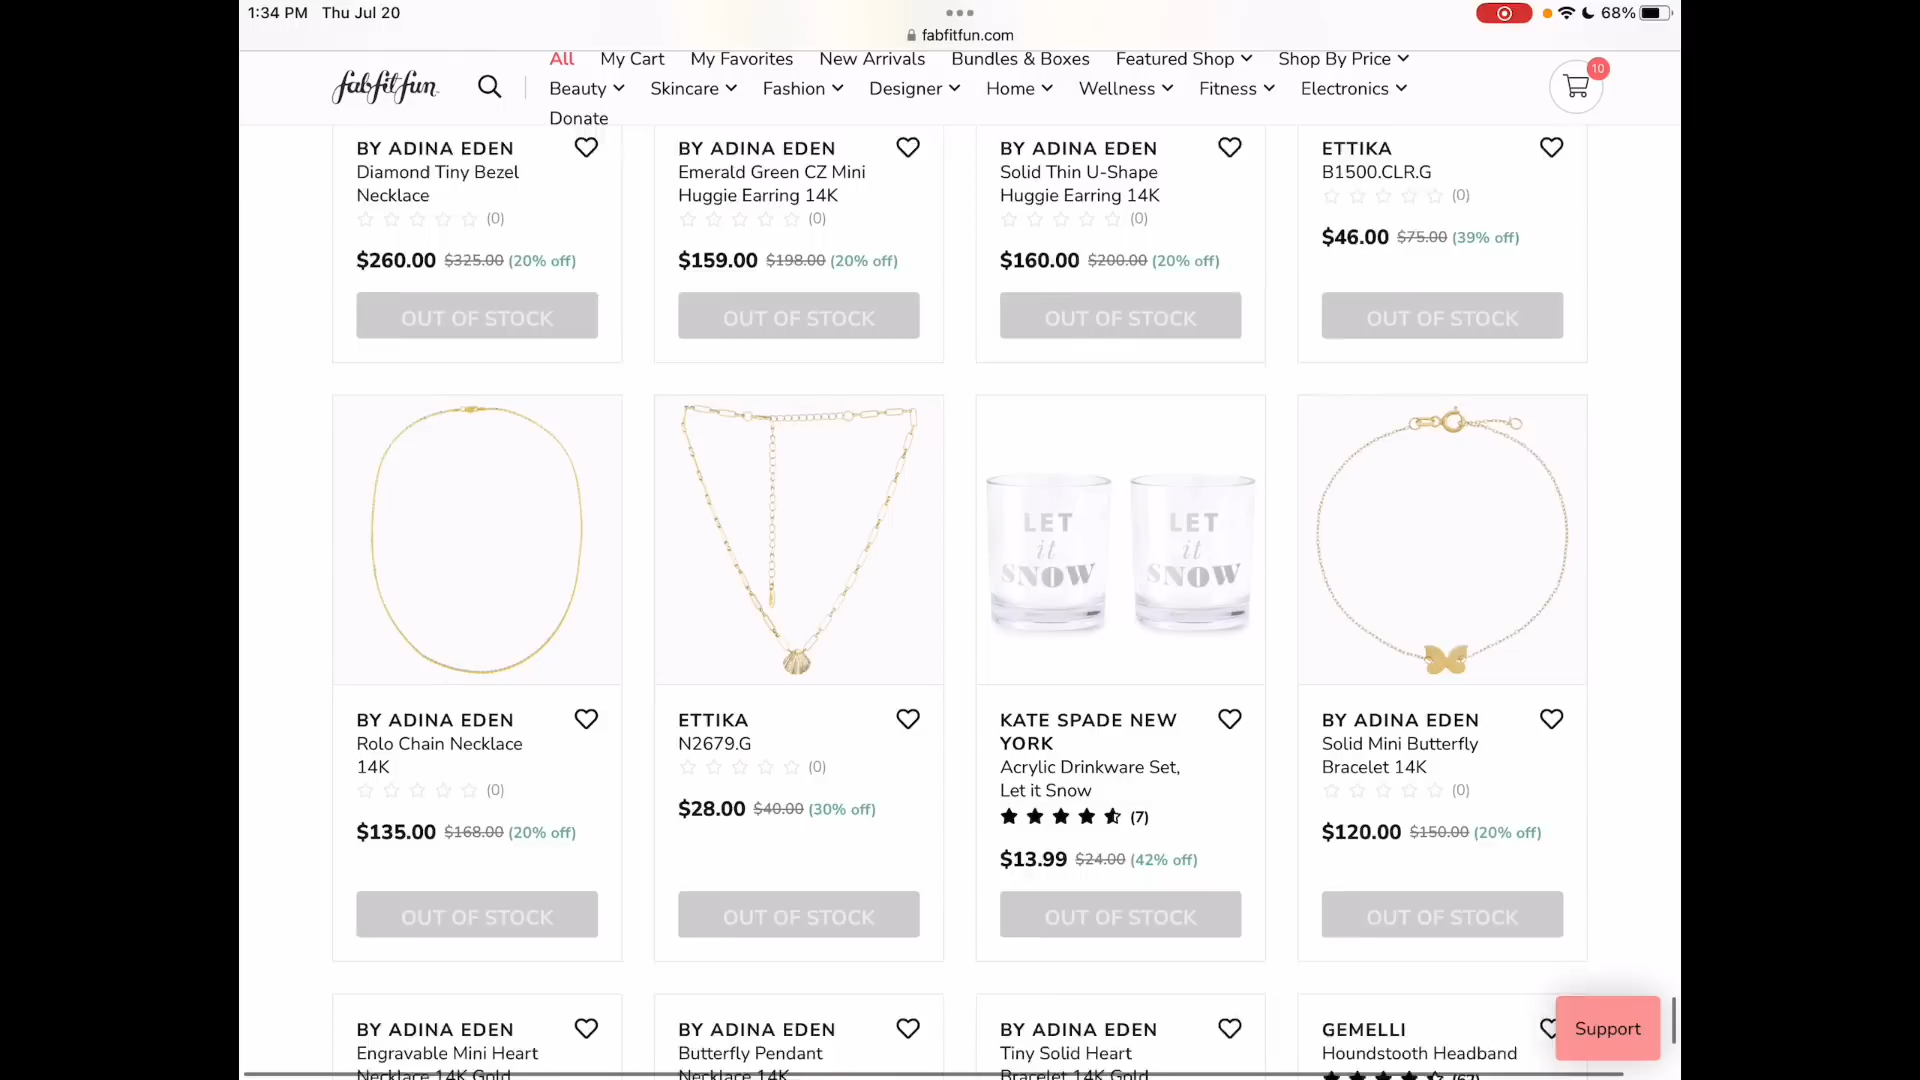 1:34 PM Thu Jul 20
68%
fabfitfun.com
fabfitfun
All My Cart My Favorites New Arrivals Bundles & Boxes Featured Shop Shop By Price
Beauty Skincare Fashion Designer Home Wellness Fitness Electronics
Donate
10
BY ADINA EDEN
Diamond Tiny Bezel
Necklace
(0)
$260.00 $325.00 (20% off)
OUT OF STOCK
BY ADINA EDEN
Emerald Green CZ Mini
Huggie Earring 14K
(0)
$159.00 $198.00 (20% off)
OUT OF STOCK
BY ADINA EDEN
Solid Thin U-Shape
Huggie Earring 14K
(0)
$160.00 $200.00 (20% off)
OUT OF STOCK
ETTIKA
B1500.CLR.G
(0)
$46.00 $75.00 (39% off)
OUT OF STOCK
BY ADINA EDEN
Rolo Chain Necklace
14K
(0)
$135.00 $168.00 (20% off)
OUT OF STOCK
ETTIKA
N2679.G
(0)
$28.00 $40.00 (30% off)
OUT OF STOCK
LET
it
SNOW
LET
it
SNOW
KATE SPADE NEW
YORK
Acrylic Drinkware Set,
Let it Snow
(7)
$13.99 $24.00 (42% off)
OUT OF STOCK
BY ADINA EDEN
Solid Mini Butterfly
Bracelet 14K
(0)
$120.00 $150.00 (20% off)
OUT OF STOCK
BY ADINA EDEN
Engravable Mini Heart
Necklace 14K Gold
BY ADINA EDEN
Butterfly Pendant
Necklace 14K...
BY ADINA EDEN
Tiny Solid Heart
Bracelet 14K Gold
GEMELLI
Houndstooth Headband
Support